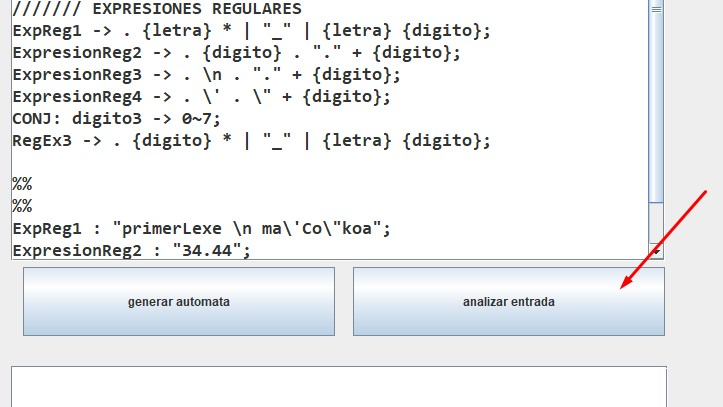 /////// EXPRESIONES REGULARES
ExpReg1 -> . {letra} * | "_" | {letra} {digito};
ExpresionReg2 -> . {digito} . "." + {digito};
ExpresionReg3 -> . \n . "." + {digito};
ExpresionReg4 -> . \' . \" + {digito};
CONJ: digito3 -> 0~7;
RegEx3 -> . {digito} * | "_" | {letra} {digito};
%%
%%
ExpReg1 : "primerLexe \n ma\'Co\"koa";
ExpresionReg2 : "34.44";
generar automata
analizar entrada